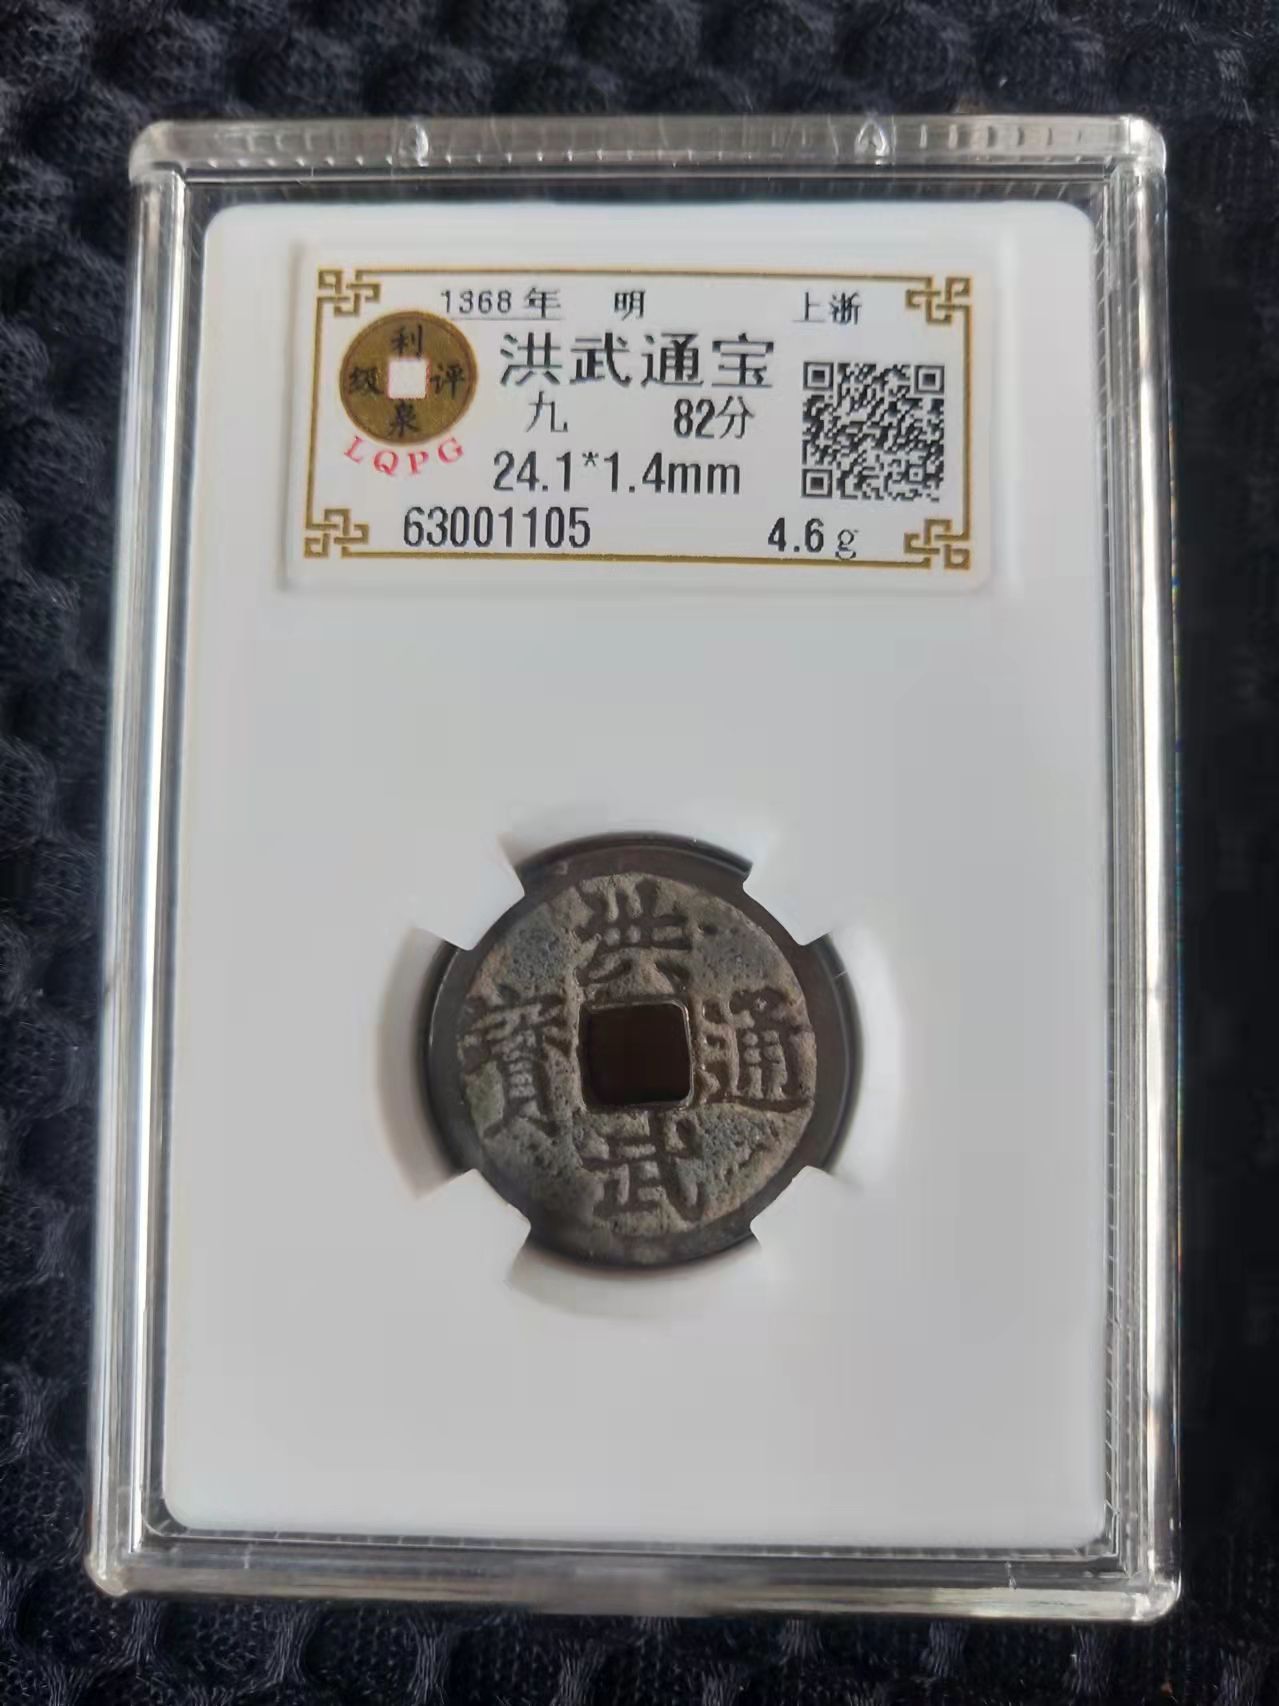 1368年 明 上浙
利泉评级
洪武通宝
九 82分
LQPG
24.1*1.4mm
63001105 4.6g
洪武通寶